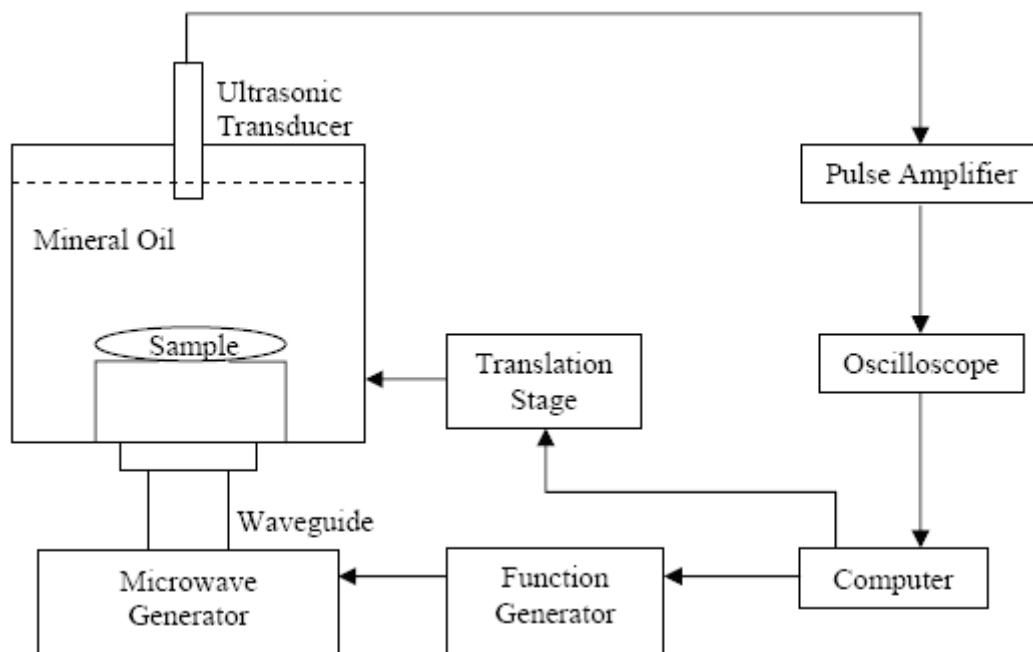 Ultrasonic
Transducer
Pulse Amplifier
Mineral Oil
Sample
Translation
Stage
Oscilloscope
Waveguide
Microwave
Generator
Function
Generator
Computer